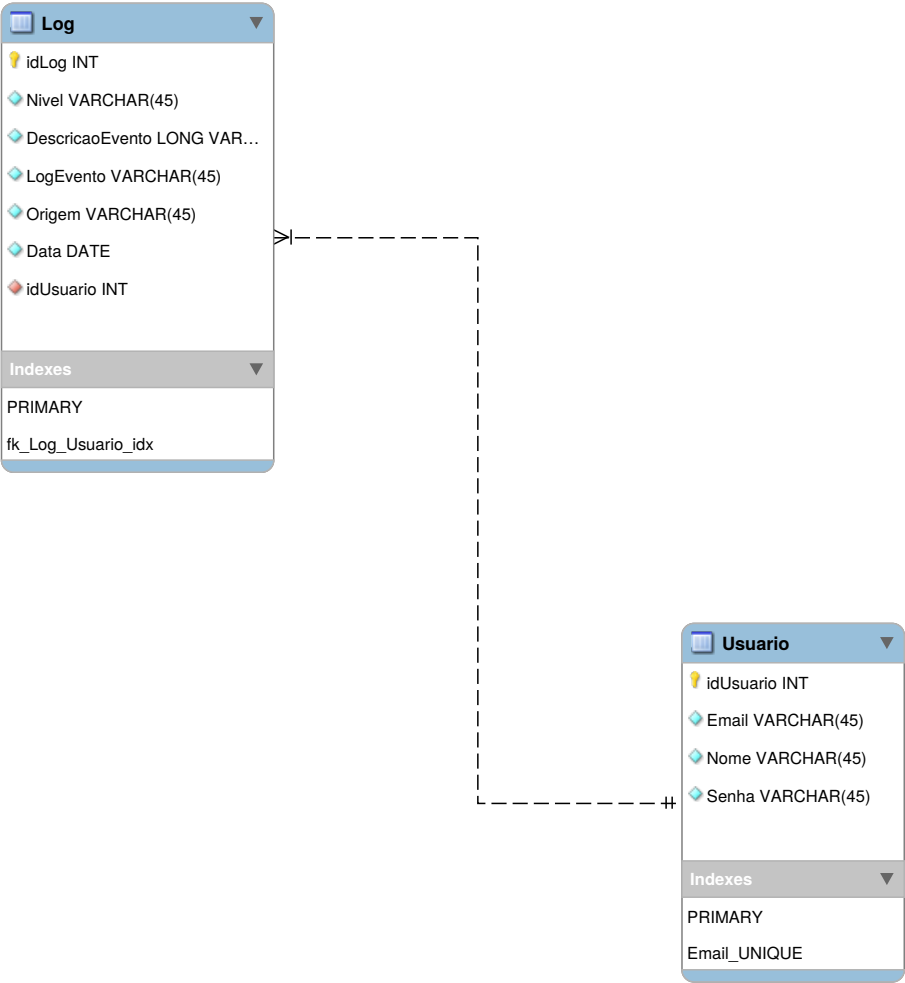 Log
idLog INT
Nivel VARCHAR(45)
DescricaoEvento LONG VAR...
LogEvento VARCHAR(45)
Origem VARCHAR(45)
Data DATE
idUsuario INT
Indexes
PRIMARY
fk_Log_Usuario_idx
Usuario
idUsuario INT
Email VARCHAR(45)
Nome VARCHAR(45)
Senha VARCHAR(45)
Indexes
PRIMARY
Email_UNIQUE